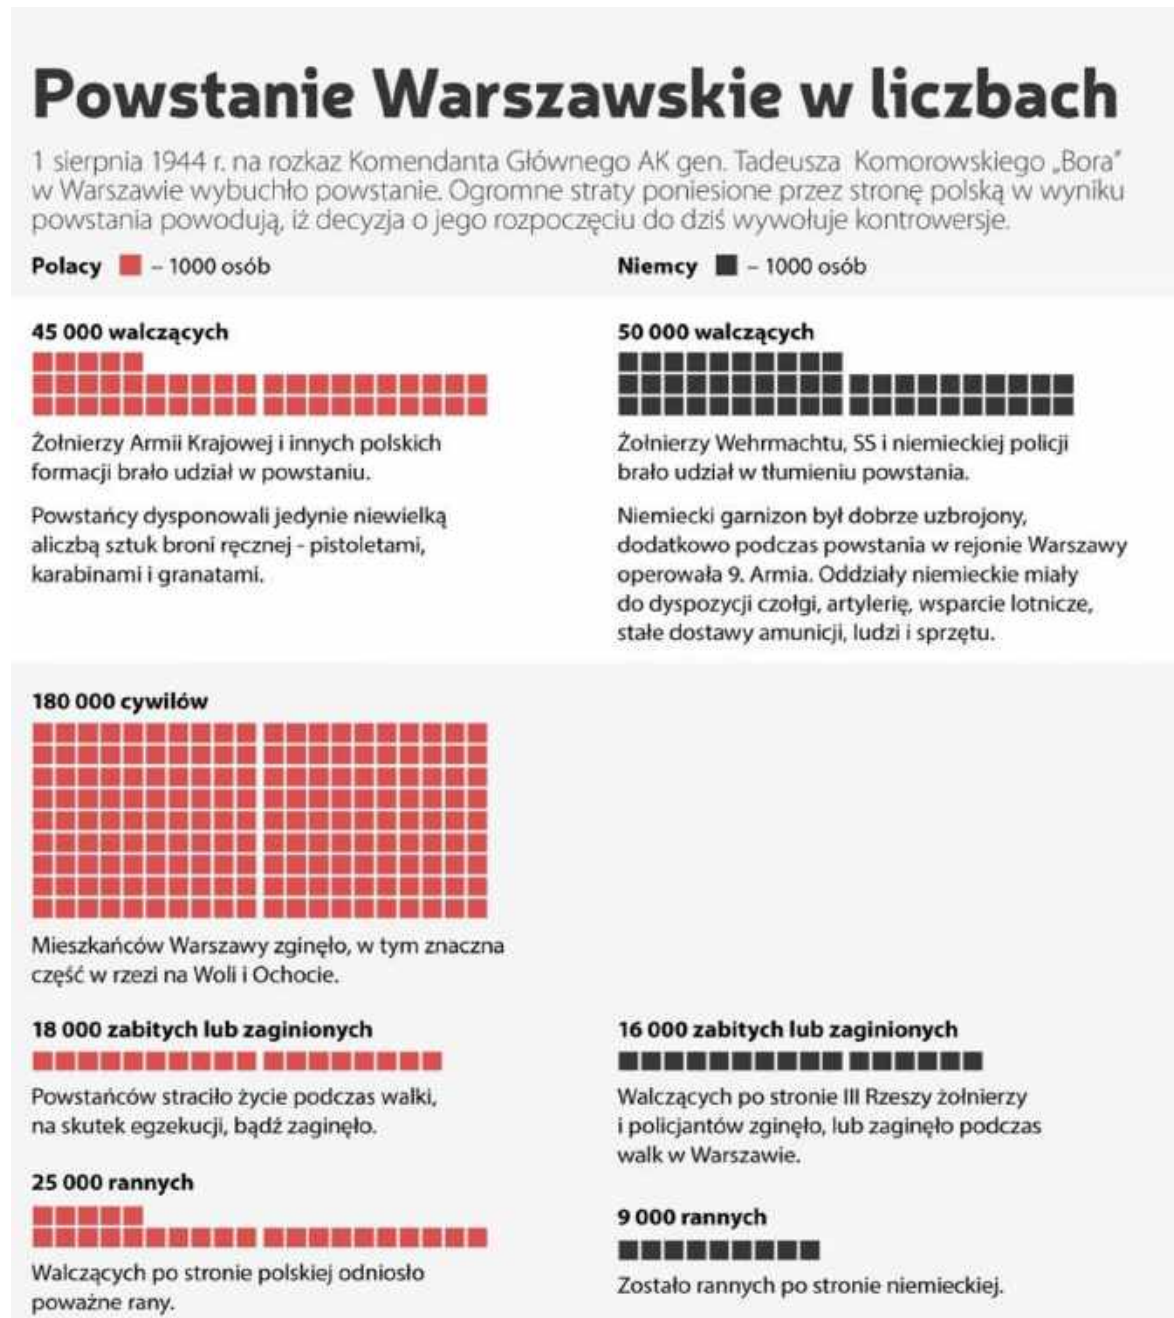 Powstanie Warszawskie w liczbach
1 sierpnia 1944 r. na rozkaz Komendanta Głównego AK gen. Tadeusza Komorowskiego „Bora”
w Warszawie wybuchło powstanie. Ogromne straty poniesione przez stronę polską w wyniku
powstania powodują, iż decyzja o jego rozpoczęciu do dziś wywołuje kontrowersje.
Polacy – 1000 osób
Niemcy – 1000 osób
45 000 walczących
Żołnierzy Armii Krajowej i innych polskich
formacji brało udział w powstaniu.
Powstańcy dysponowali jedynie niewielką
aliczbą sztuk broni ręcznej - pistoletami,
karabinami i granatami.
50 000 walczących
Żołnierzy Wehrmachtu, SS i niemieckiej policji
brało udział w tłumieniu powstania.
Niemiecki garnizon był dobrze uzbrojony,
dodatkowo podczas powstania w rejonie Warszawy
operowała 9. Armia. Oddziały niemieckie miały
do dyspozycji czołgi, artylerię, wsparcie lotnicze,
stałe dostawy amunicji, ludzi i sprzętu.
180 000 cywilów
Mieszkańców Warszawy zginęło, w tym znaczna
część w rzezi na Woli i Ochocie.
18 000 zabitych lub zaginionych
Powstańców straciło życie podczas walki,
na skutek egzekucji, bądź zaginęło.
16 000 zabitych lub zaginionych
Walczących po stronie III Rzeszy żołnierzy
i policjantów zginęło, lub zaginęło podczas
walk w Warszawie.
25 000 rannych
Walczących po stronie polskiej odniosło
poważne rany.
9 000 rannych
Zostało rannych po stronie niemieckiej.